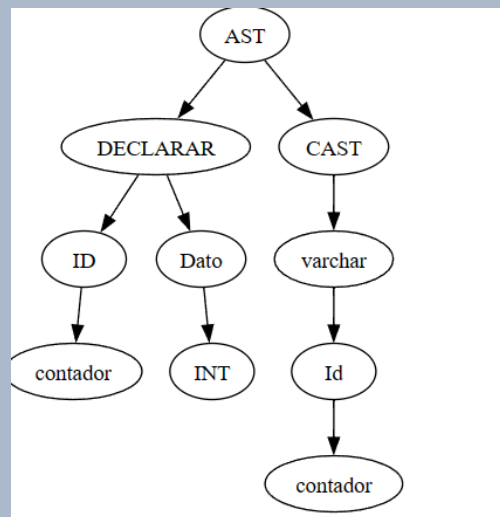 AST
DECLARAR
CAST
ID
Dato
varchar
contador
INT
Id
contador